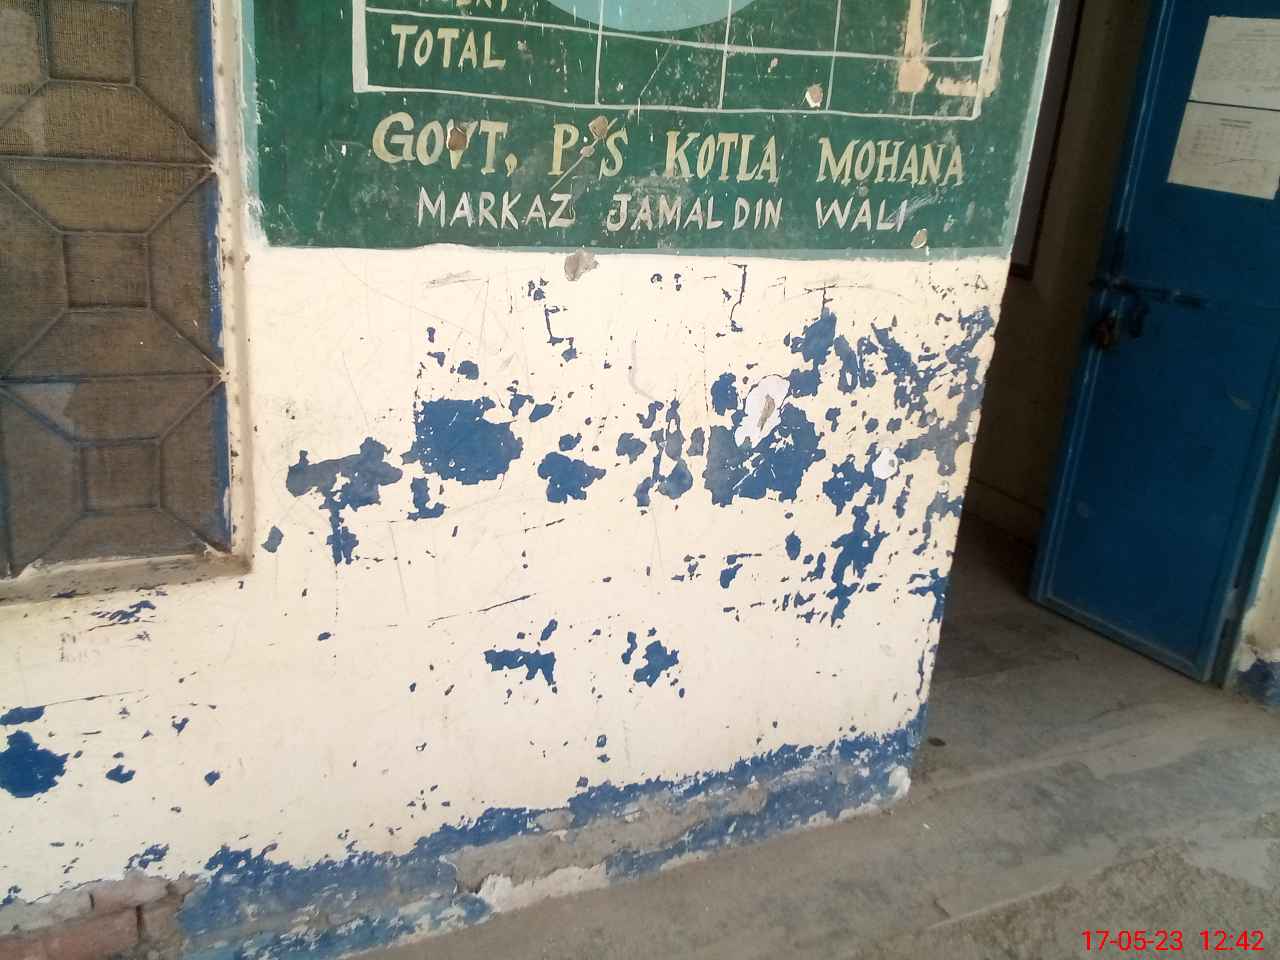 TOTAL
GOVT, P.S KOTLA MOHANA
MARKAZ JAMALDIN WALI
17-05-23 12:42